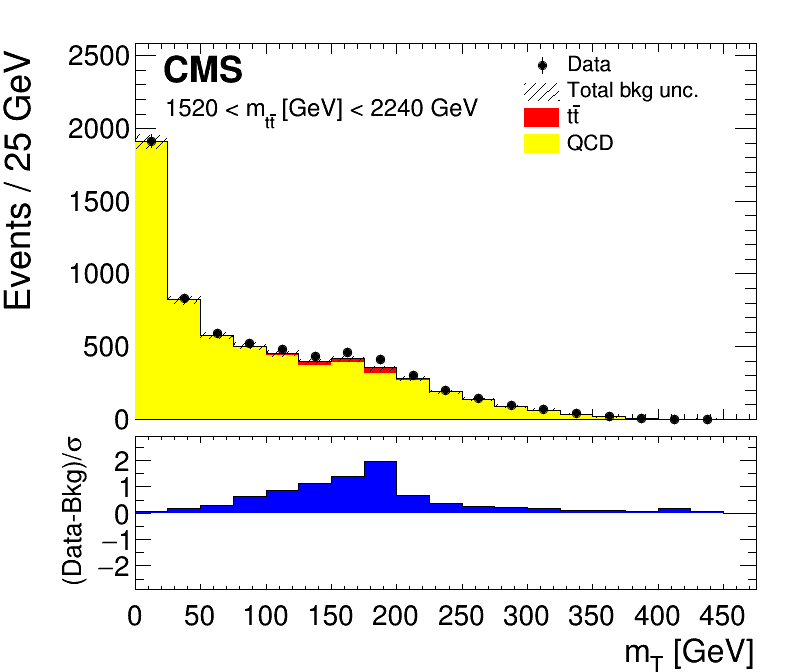 Events / 25 GeV
2500
2000
1500
1000
500
0
CMS
1520 < m_tt̄ [GeV] < 2240 GeV
Data
Total bkg unc.
tt̄
QCD
(Data-Bkg)/σ
2
1
0
−1
−2
0 50 100 150 200 250 300 350 400 450
m_T [GeV]